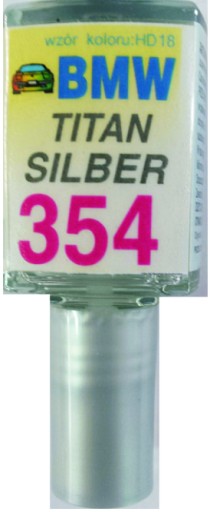 wzór koloru:HD18
BMW
TITAN
SILBER
354